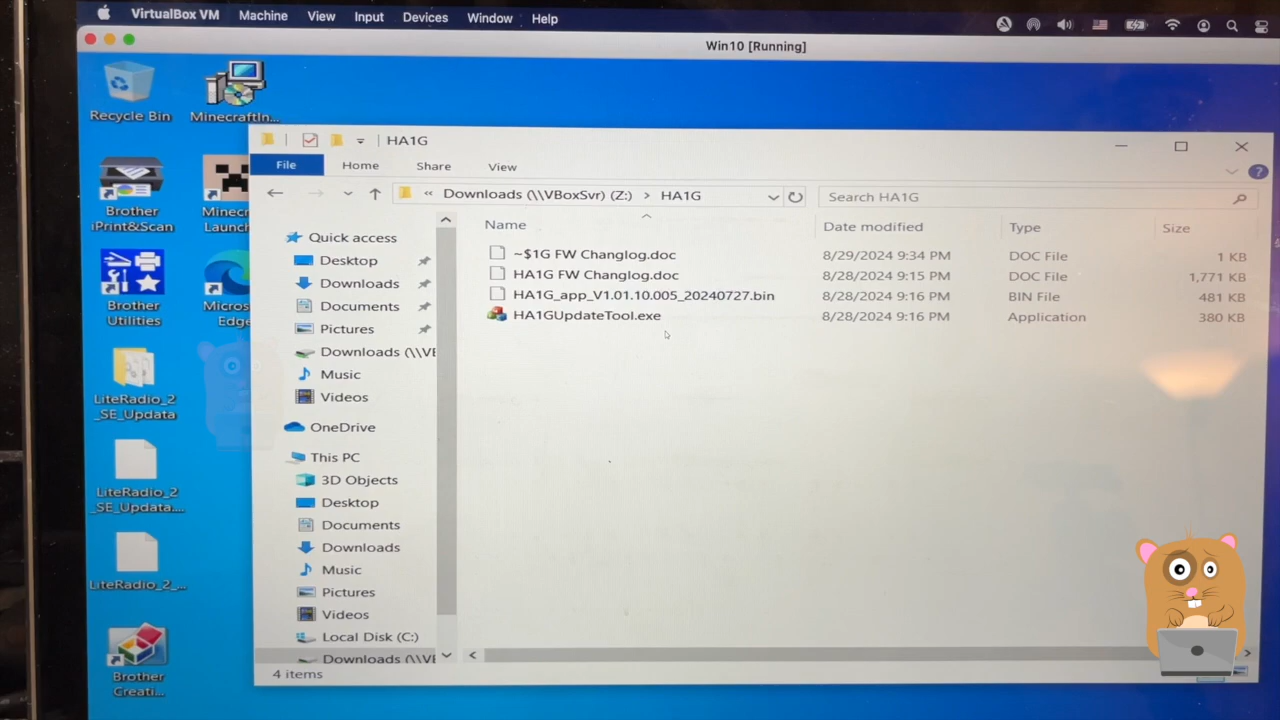 VirtualBox VM Machine View Input Devices Window Help
Win10 [Running]
Recycle Bin
MinecraftIn...
Brother
iPrint&Scan
Minec
Launc
Brother
Utilities
Micros
Edge
LiteRadio_2
_SE_Updata
LiteRadio_2
_SE_Updata....
LiteRadio_2_...
Brother
Creati...
HA1G
File Home Share View
« Downloads (\\VBoxSvr) (Z:) > HA1G
Search HA1G
Quick access
Desktop
Downloads
Documents
Pictures
Downloads (\\VE
Music
Videos
OneDrive
This PC
3D Objects
Desktop
Documents
Downloads
Music
Pictures
Videos
Local Disk (C:)
Downloads (\\VE
Name Date modified Type Size
~$1G FW Changlog.doc 8/29/2024 9:34 PM DOC File 1 KB
HA1G FW Changlog.doc 8/28/2024 9:15 PM DOC File 1,771 KB
HA1G_app_V1.01.10.005_20240727.bin 8/28/2024 9:16 PM BIN File 481 KB
HA1GUpdateTool.exe 8/28/2024 9:16 PM Application 380 KB
4 items